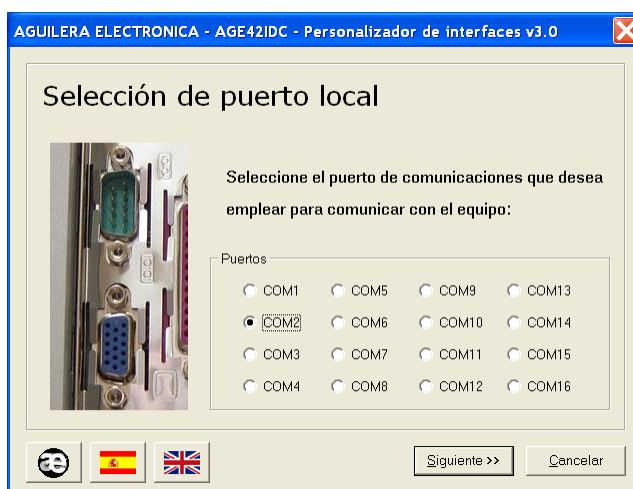 AGUILERA ELECTRONICA - AGE42IDC - Personalizador de interfaces v3.0
Selección de puerto local
Seleccione el puerto de comunicaciones que desea
emplear para comunicar con el equipo:
Puertos
COM1 COM5 COM9 COM13
COM2 COM6 COM10 COM14
COM3 COM7 COM11 COM15
COM4 COM8 COM12 COM16
æ
Siguiente >> Cancelar